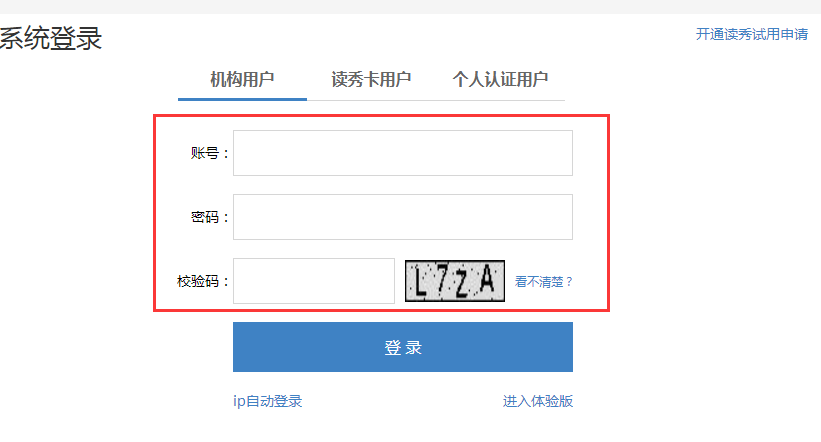 系统登录
开通读秀试用申请
机构用户 读秀卡用户 个人认证用户
账号：
密码：
校验码： L7zA 看不清楚？
登 录
ip自动登录 进入体验版